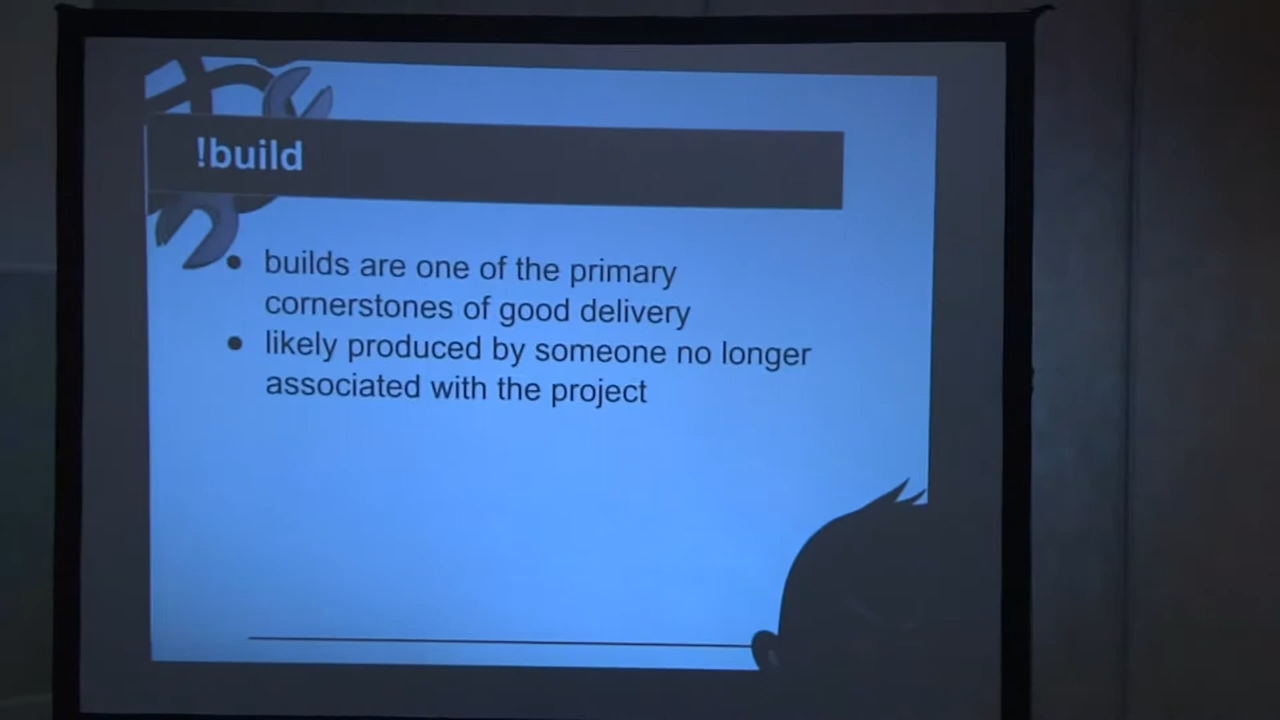 !build
• builds are one of the primary
cornerstones of good delivery
• likely produced by someone no longer
associated with the project